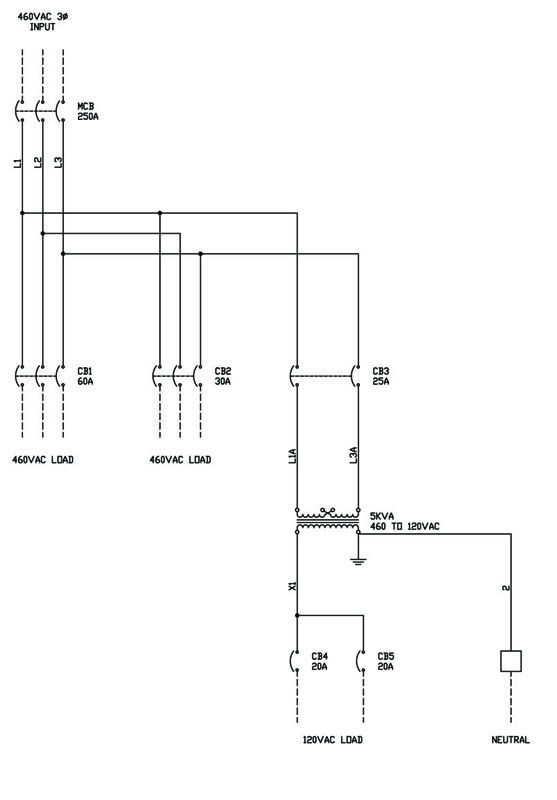 460VAC 3Ø
INPUT
MCB
250A
L1
L2
L3
CB1
60A
CB2
30A
CB3
25A
460VAC LOAD
460VAC LOAD
L1A
L3A
5KVA
460 TO 120VAC
X1
2
CB4
20A
CB5
20A
120VAC LOAD
NEUTRAL